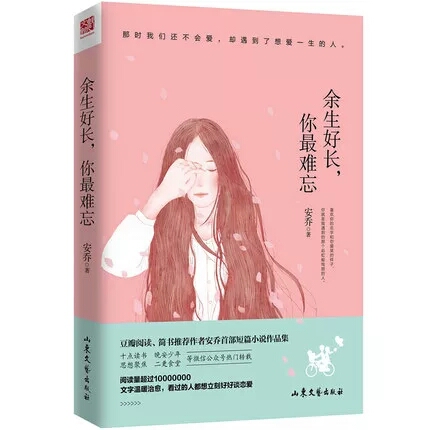 那时我们还不会爱，却遇到了想爱一生的人。
余生好长，
你最难忘
安乔 著
豆瓣阅读、简书推荐作者安乔首部短篇小说作品集
十点读书 晚安少年
思想聚焦 二更食堂
等微信公众号热门转载
阅读量超过10000000
文字温暖治愈，看过的人都想立刻好好谈恋爱
山东文艺出版社
余生好长，你最难忘
安乔 著
山东文艺出版社